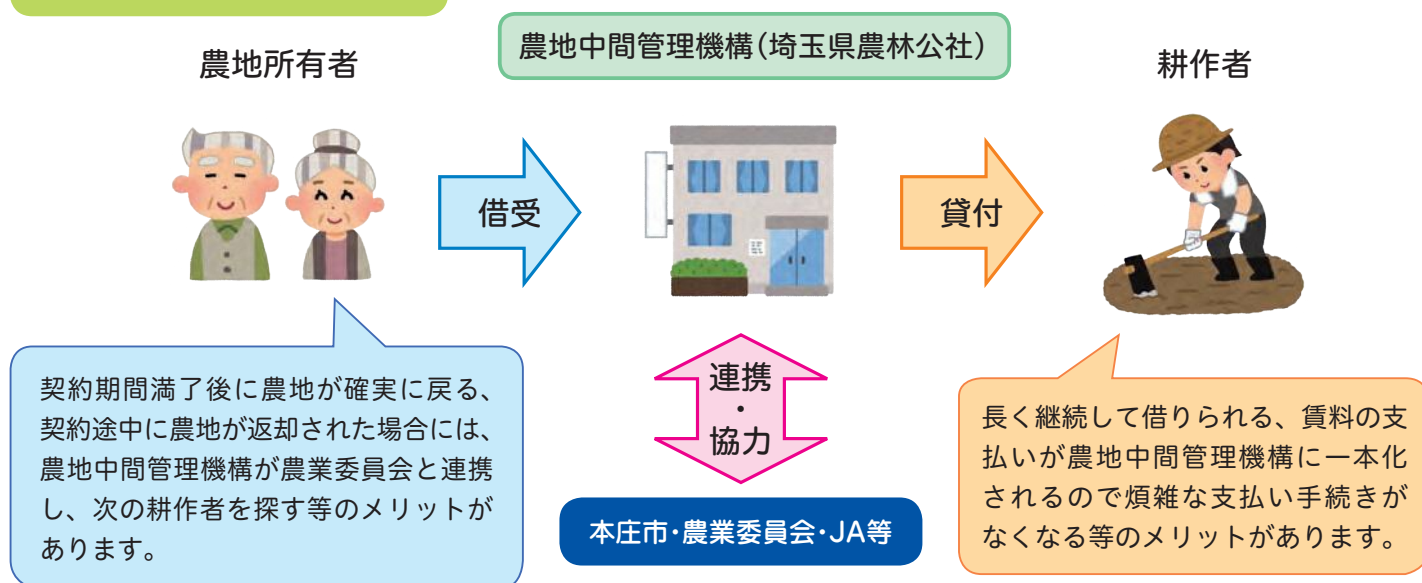 農地中間管理機構（埼玉県農林公社）
農地所有者
耕作者
借受
貸付
契約期間満了後に農地が確実に戻る、
契約途中に農地が返却された場合には、
農地中間管理機構が農業委員会と連携
し、次の耕作者を探す等のメリットが
あります。
連携
・
協力
本庄市・農業委員会・JA等
長く継続して借りられる、賃料の支
払いが農地中間管理機構に一本化
されるので煩雑な支払い手続きが
なくなる等のメリットがあります。